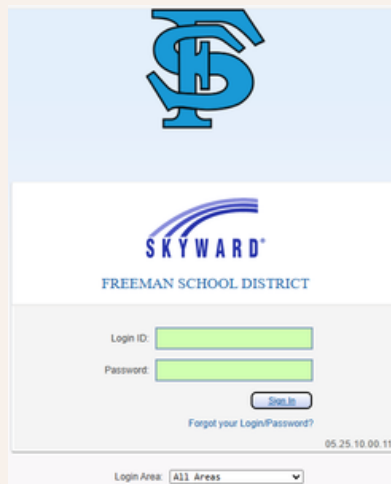 FHS
SKYWARD®
FREEMAN SCHOOL DISTRICT
Login ID:
Password:
Sign In
Forgot your Login/Password?
05.25.10.00.11
Login Area: All Areas